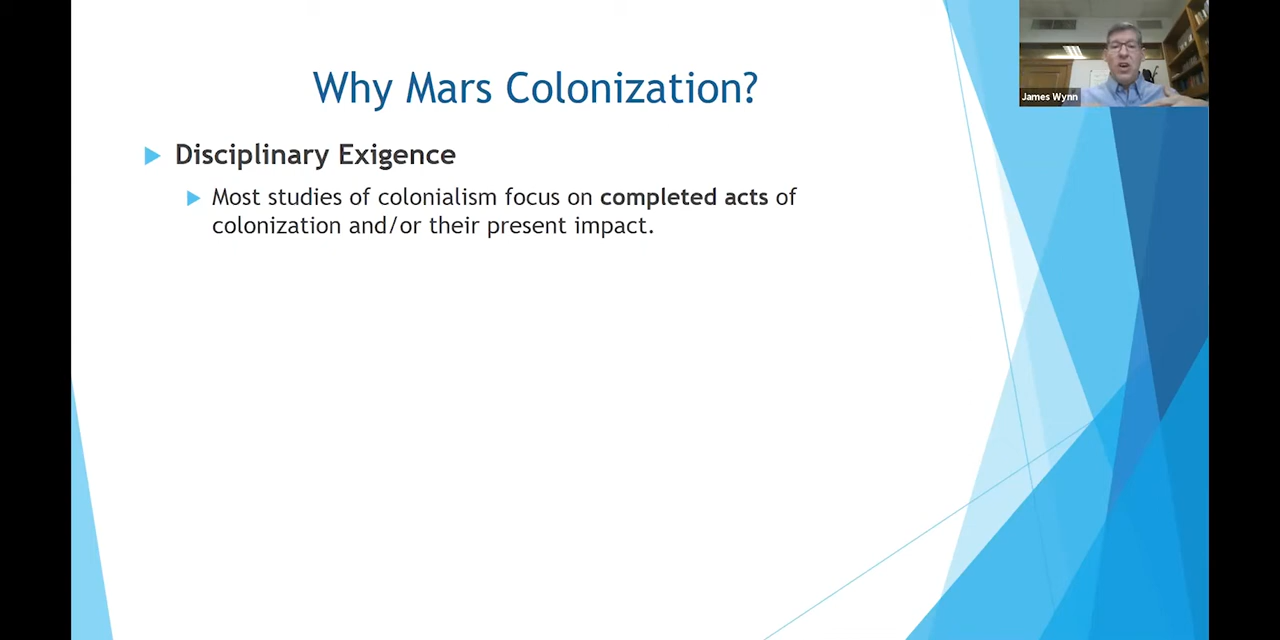 Why Mars Colonization?
James Wynn
Disciplinary Exigence
Most studies of colonialism focus on completed acts of
colonization and/or their present impact.